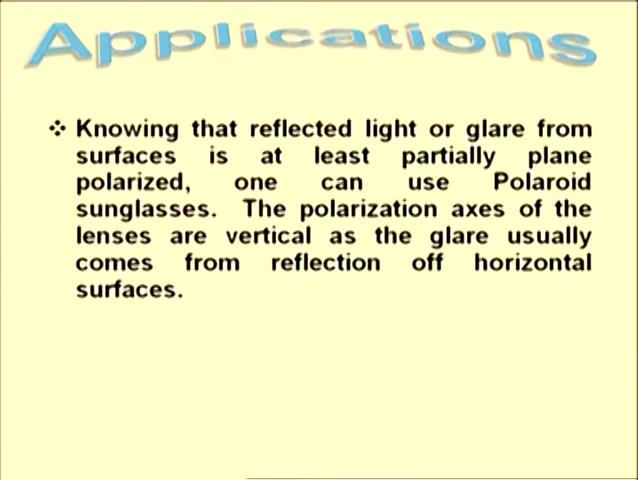 Applications
❖ Knowing that reflected light or glare from
surfaces is at least partially plane
polarized, one can use Polaroid
sunglasses. The polarization axes of the
lenses are vertical as the glare usually
comes from reflection off horizontal
surfaces.